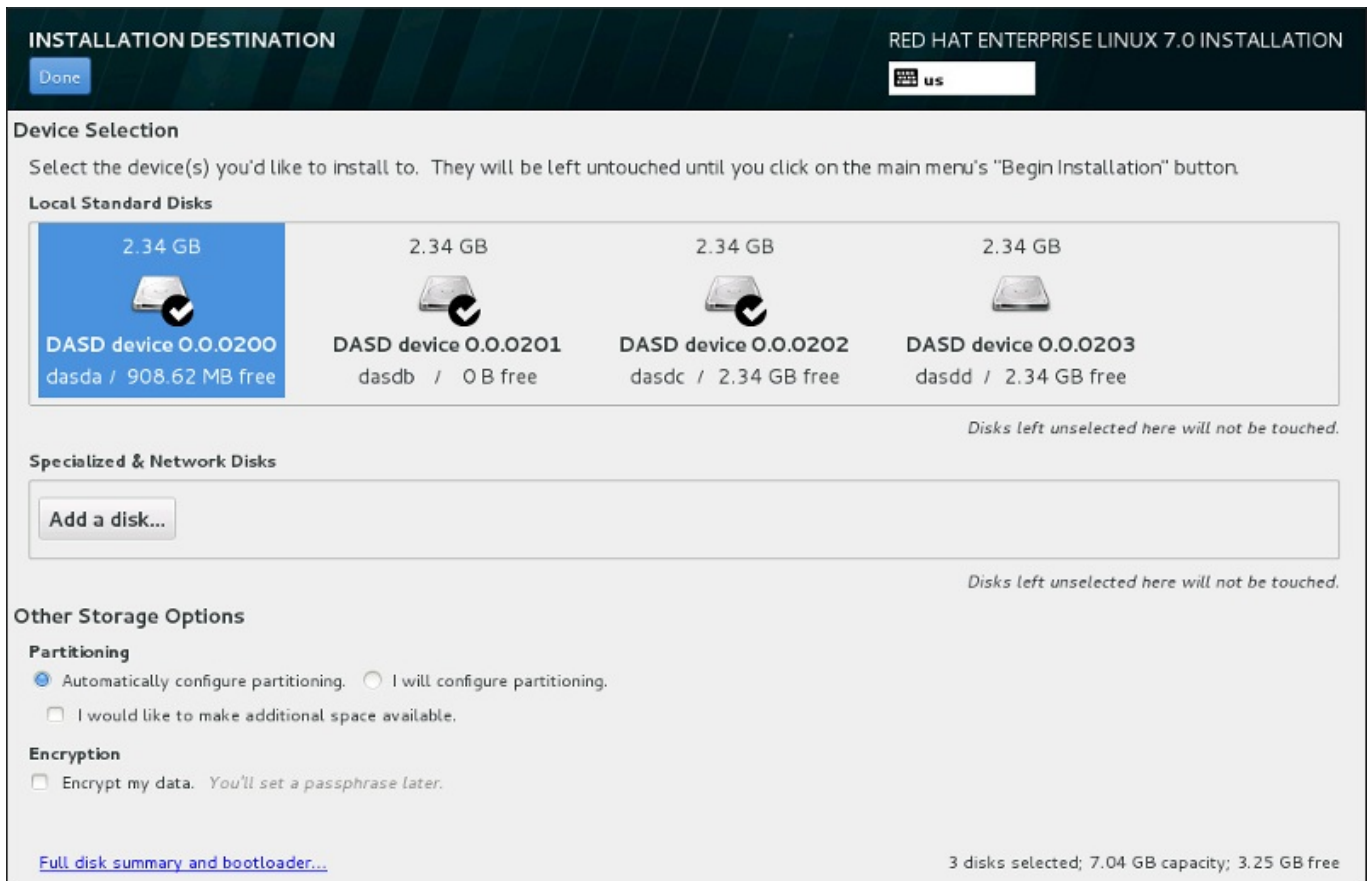 INSTALLATION DESTINATION
RED HAT ENTERPRISE LINUX 7.0 INSTALLATION
Done
us
Device Selection
Select the device(s) you'd like to install to. They will be left untouched until you click on the main menu's "Begin Installation" button.
Local Standard Disks
2.34 GB 2.34 GB 2.34 GB 2.34 GB
DASD device 0.0.0200 DASD device 0.0.0201 DASD device 0.0.0202 DASD device 0.0.0203
dasda / 908.62 MB free dasdb / 0 B free dasdc / 2.34 GB free dasdd / 2.34 GB free
Disks left unselected here will not be touched.
Specialized & Network Disks
Add a disk...
Disks left unselected here will not be touched.
Other Storage Options
Partitioning
Automatically configure partitioning. I will configure partitioning.
I would like to make additional space available.
Encryption
Encrypt my data. You'll set a passphrase later.
Full disk summary and bootloader... 3 disks selected; 7.04 GB capacity; 3.25 GB free